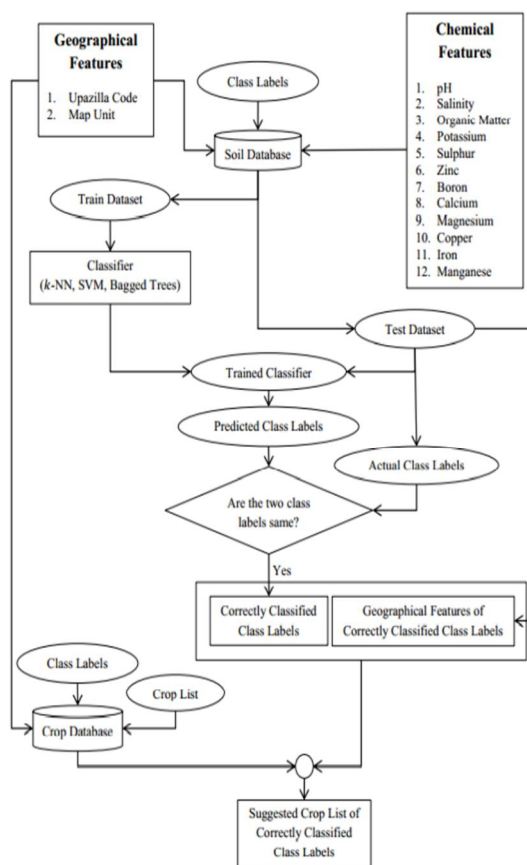 Geographical
Features
1. Upazilla Code
2. Map Unit
Class Labels
Chemical
Features
1. pH
2. Salinity
3. Organic Matter
4. Potassium
5. Sulphur
6. Zinc
7. Boron
8. Calcium
9. Magnesium
10. Copper
11. Iron
12. Manganese
Soil Database
Train Dataset
Classifier
(k-NN, SVM, Bagged Trees)
Test Dataset
Trained Classifier
Predicted Class Labels
Actual Class Labels
Are the two class
labels same?
Yes
Correctly Classified
Class Labels
Geographical Features of
Correctly Classified Class Labels
Class Labels
Crop List
Crop Database
Suggested Crop List of
Correctly Classified
Class Labels